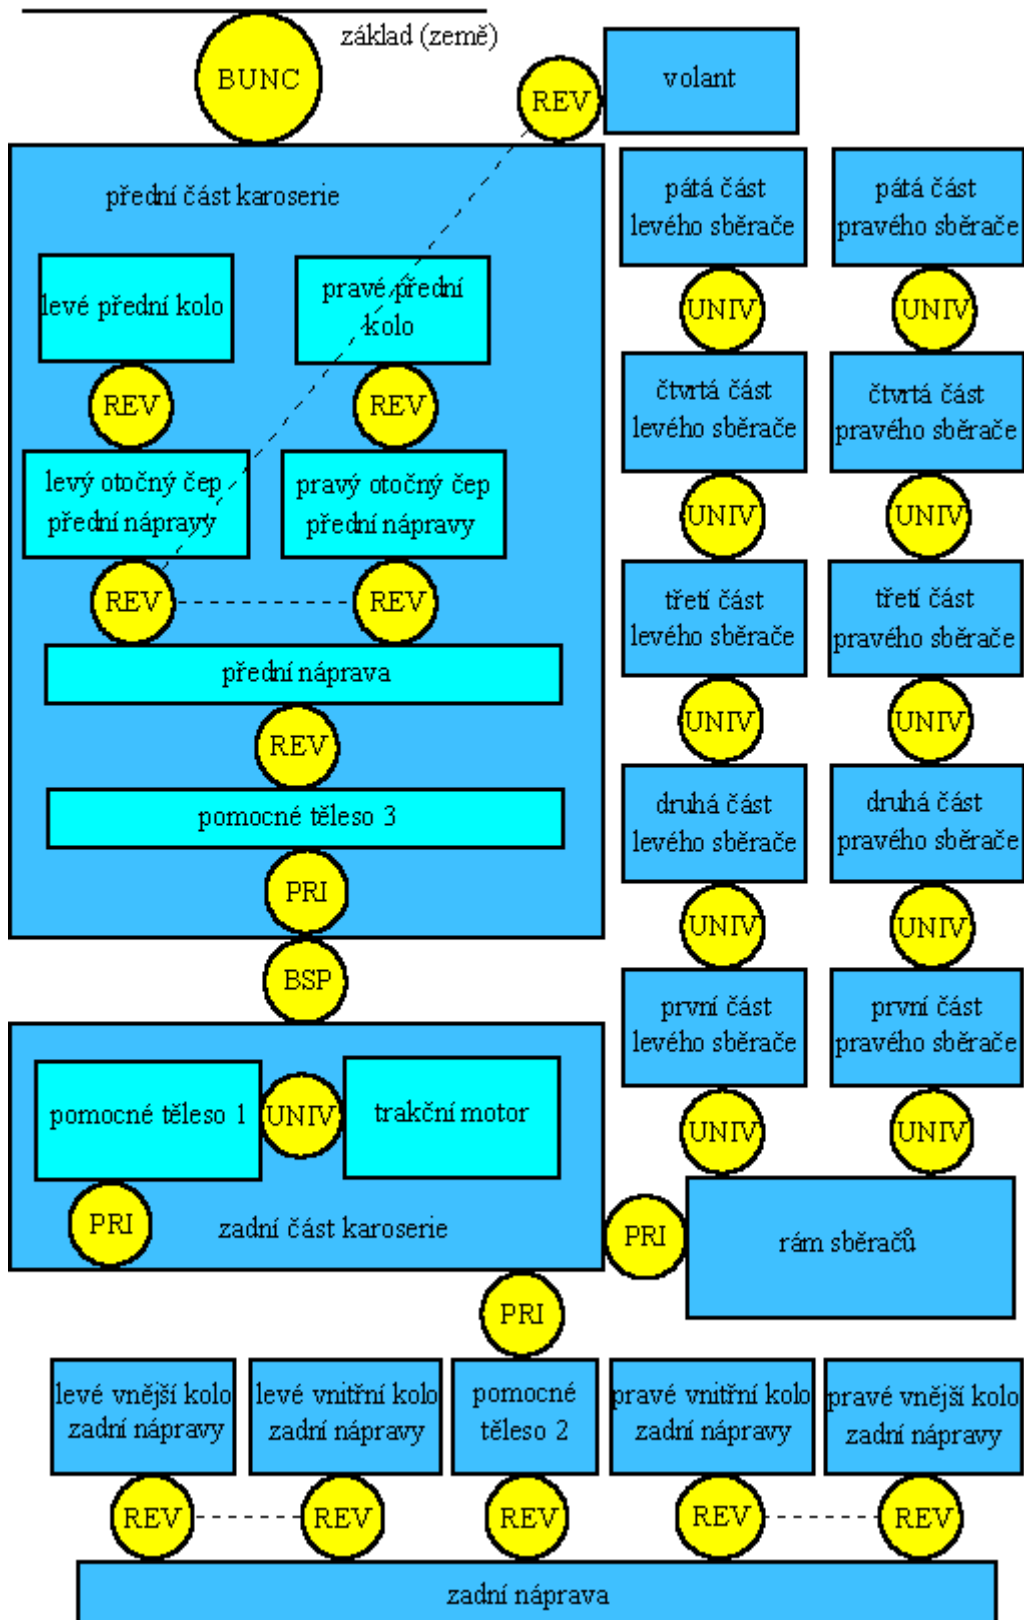 základ (země)
BUNC
REV
volant
přední část karoserie
levé přední kolo
pravé přední
kolo
REV
REV
levý otočný čep
přední nápravy
pravý otočný čep
přední nápravy
REV
REV
přední náprava
REV
pomocné těleso 3
PRI
BSP
pátá část
levého sběrače
pátá část
pravého sběrače
UNIV
UNIV
čtvrtá část
levého sběrače
čtvrtá část
pravého sběrače
UNIV
UNIV
třetí část
levého sběrače
třetí část
pravého sběrače
UNIV
UNIV
druhá část
levého sběrače
druhá část
pravého sběrače
UNIV
UNIV
první část
levého sběrače
první část
pravého sběrače
UNIV
UNIV
pomocné těleso 1
UNIV
trakční motor
PRI
zadní část karoserie
PRI
rám sběračů
PRI
levé vnější kolo
zadní nápravy
levé vnitřní kolo
zadní nápravy
pomocné
těleso 2
pravé vnitřní kolo
zadní nápravy
pravé vnější kolo
zadní nápravy
REV
REV
REV
REV
REV
zadní náprava